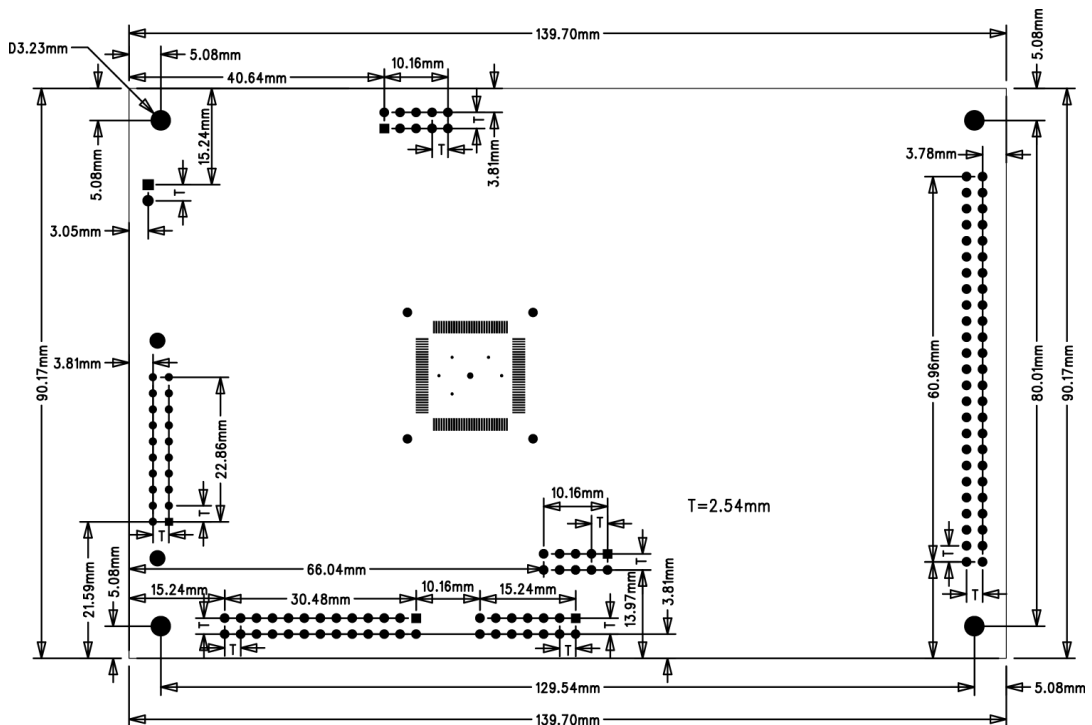 139.70mm
5.08mm
D3.23mm
5.08mm
10.16mm
40.64mm
T
T
3.81mm
15.24mm
5.08mm
T
3.05mm
3.78mm
90.17mm
3.81mm
22.86mm
T
T
60.96mm
80.01mm
90.17mm
10.16mm
T
T=2.54mm
T
T
T
66.04mm
13.97mm
3.81mm
21.59mm
5.08mm
15.24mm
30.48mm
10.16mm
15.24mm
T
T
T
T
129.54mm
5.08mm
139.70mm